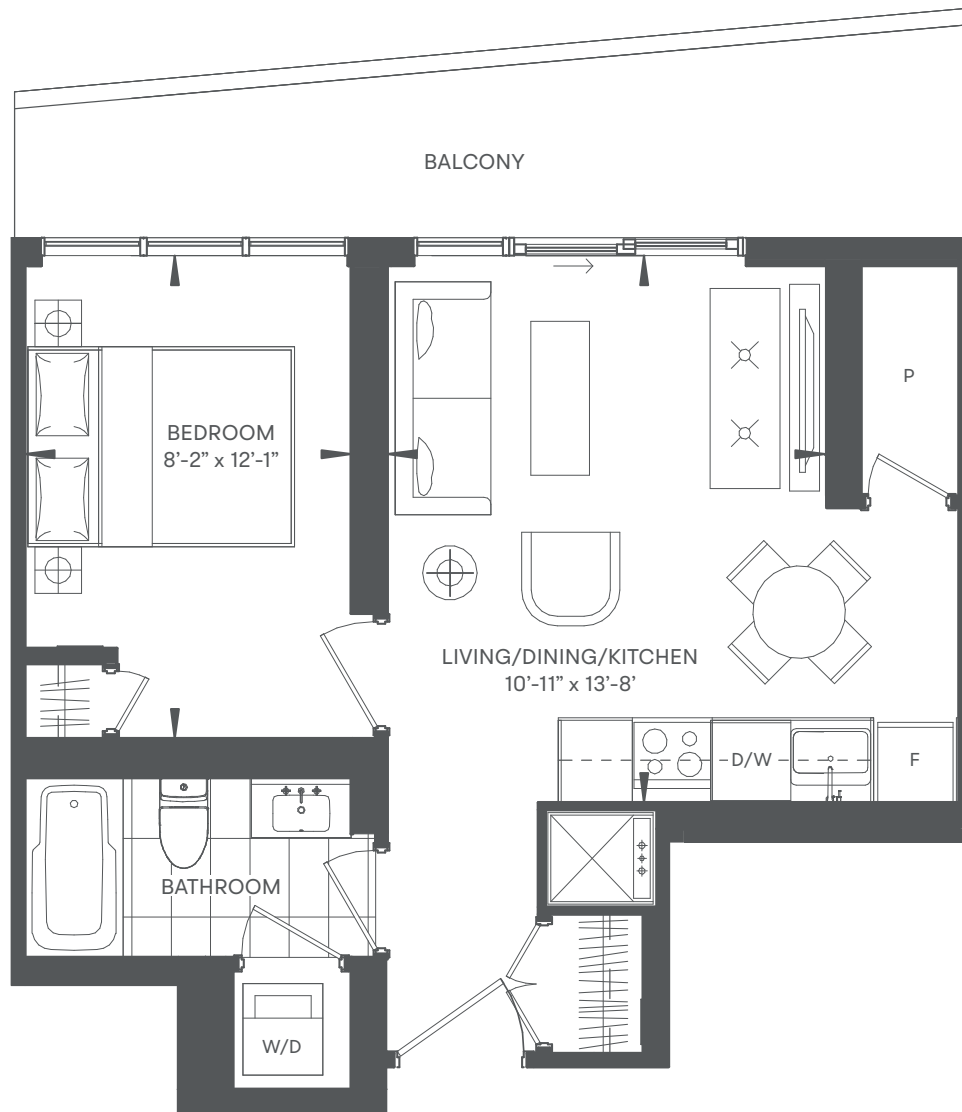 BALCONY
P
BEDROOM
8’-2” x 12’-1”
LIVING/DINING/KITCHEN
10’-11” x 13’-8’
D/W
F
BATHROOM
W/D